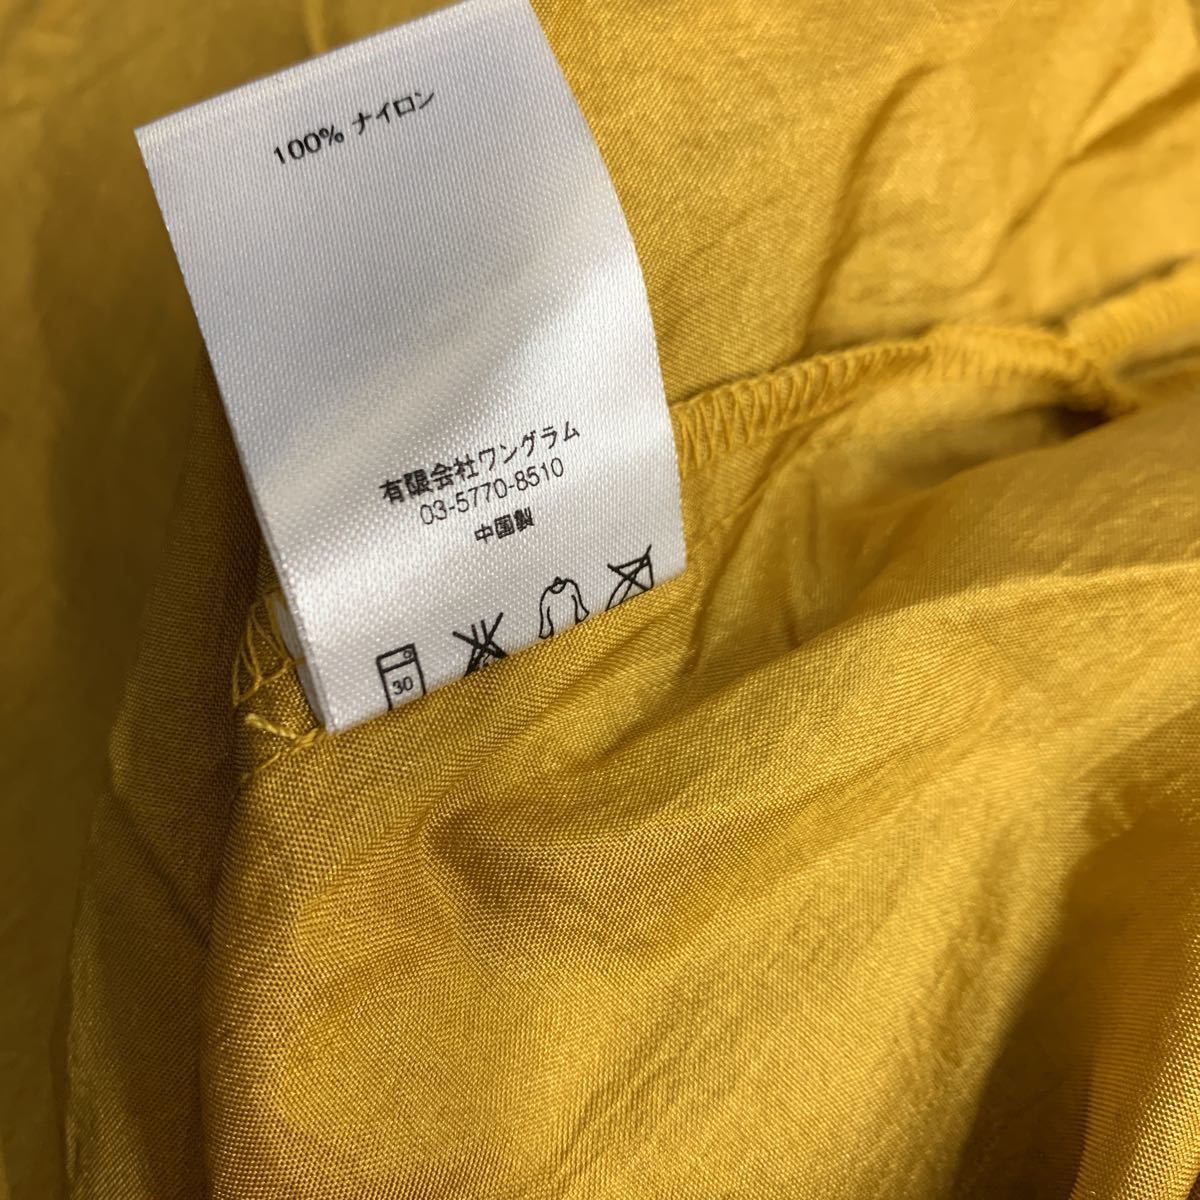 100% ナイロン
有限会社ワングラム
03-5770-8510
中国製
30